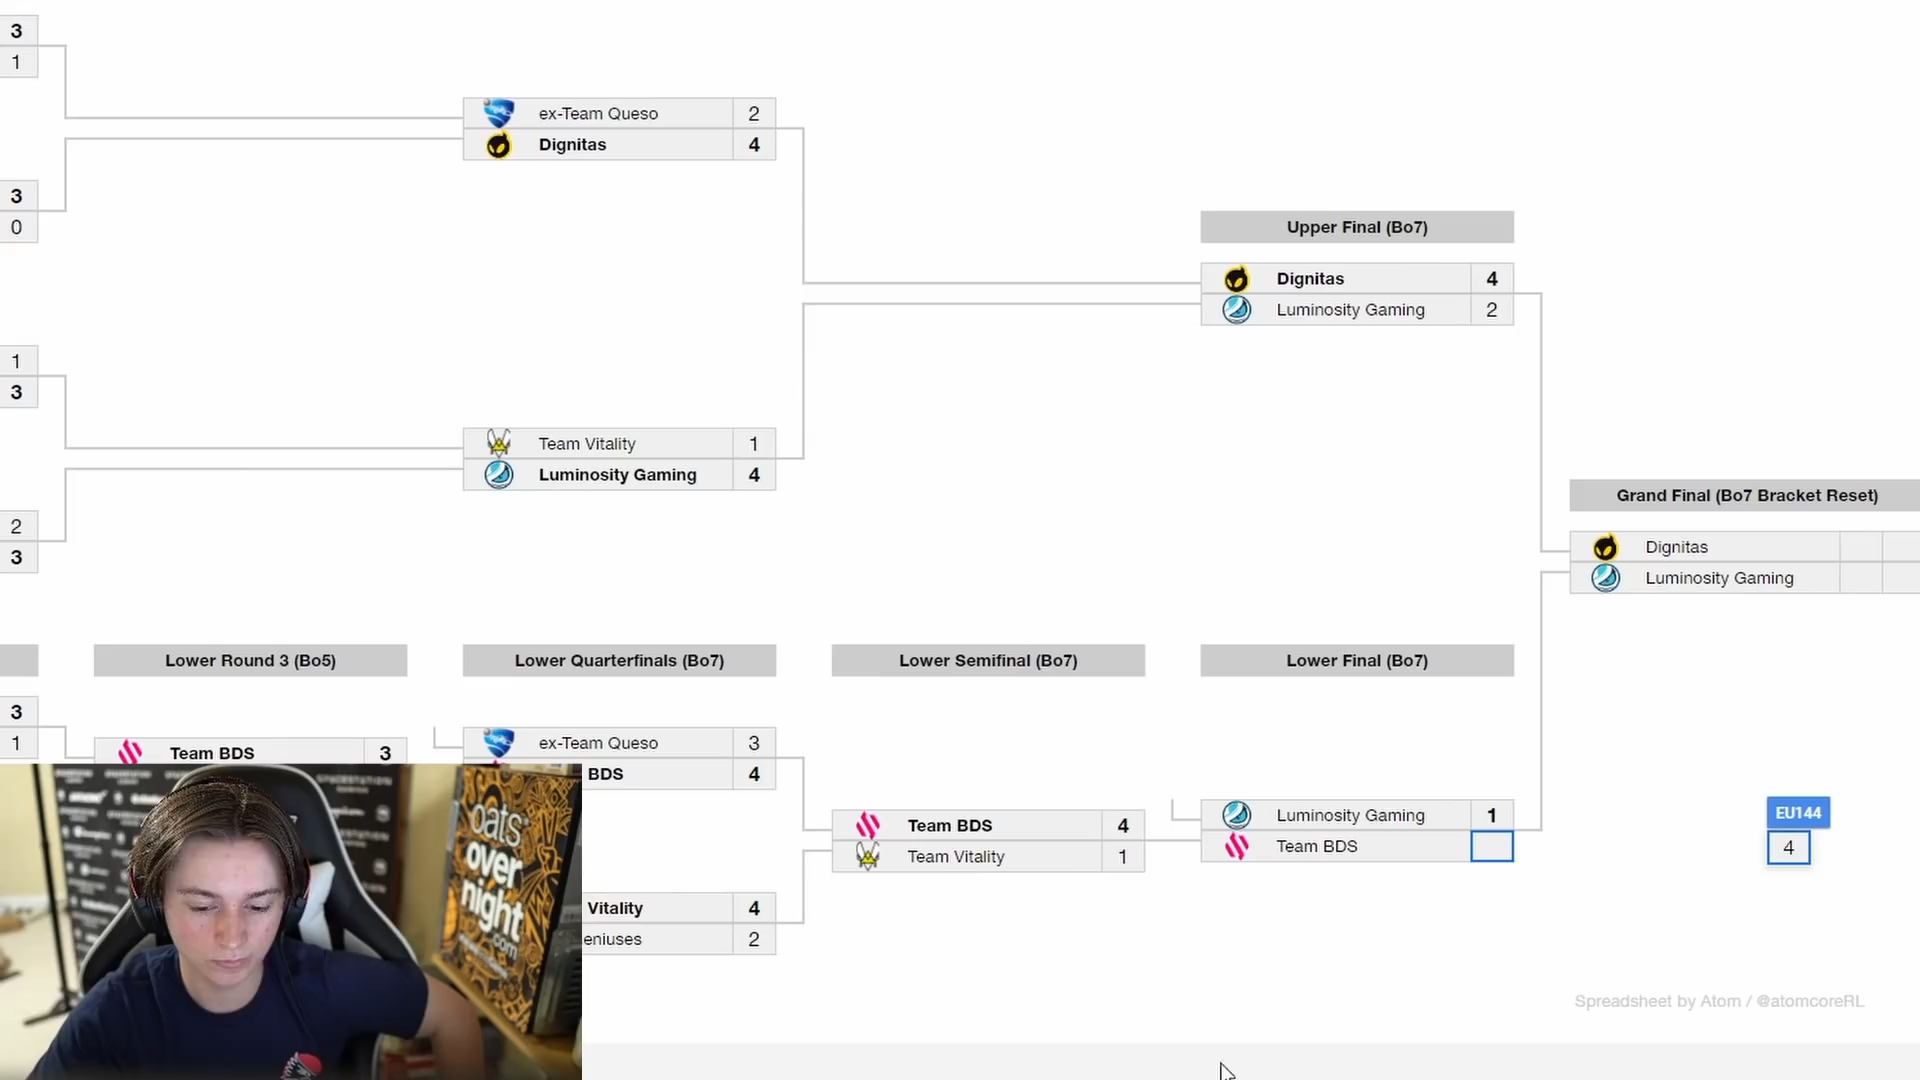 3
1
ex-Team Queso 2
Dignitas 4
3
0
Upper Final (Bo7)
Dignitas 4
Luminosity Gaming 2
1
3
Team Vitality 1
Luminosity Gaming 4
Grand Final (Bo7 Bracket Reset)
2
3
Dignitas
Luminosity Gaming
Lower Round 3 (Bo5)
Lower Quarterfinals (Bo7)
Lower Semifinal (Bo7)
Lower Final (Bo7)
3
1
Team BDS 3
ex-Team Queso 3
BDS 4
Team BDS 4
Team Vitality 1
Luminosity Gaming 1
Team BDS
EU144
4
Vitality 4
eniuses 2
oats
over
night
.com
Spreadsheet by Atom / @atomcoreRL